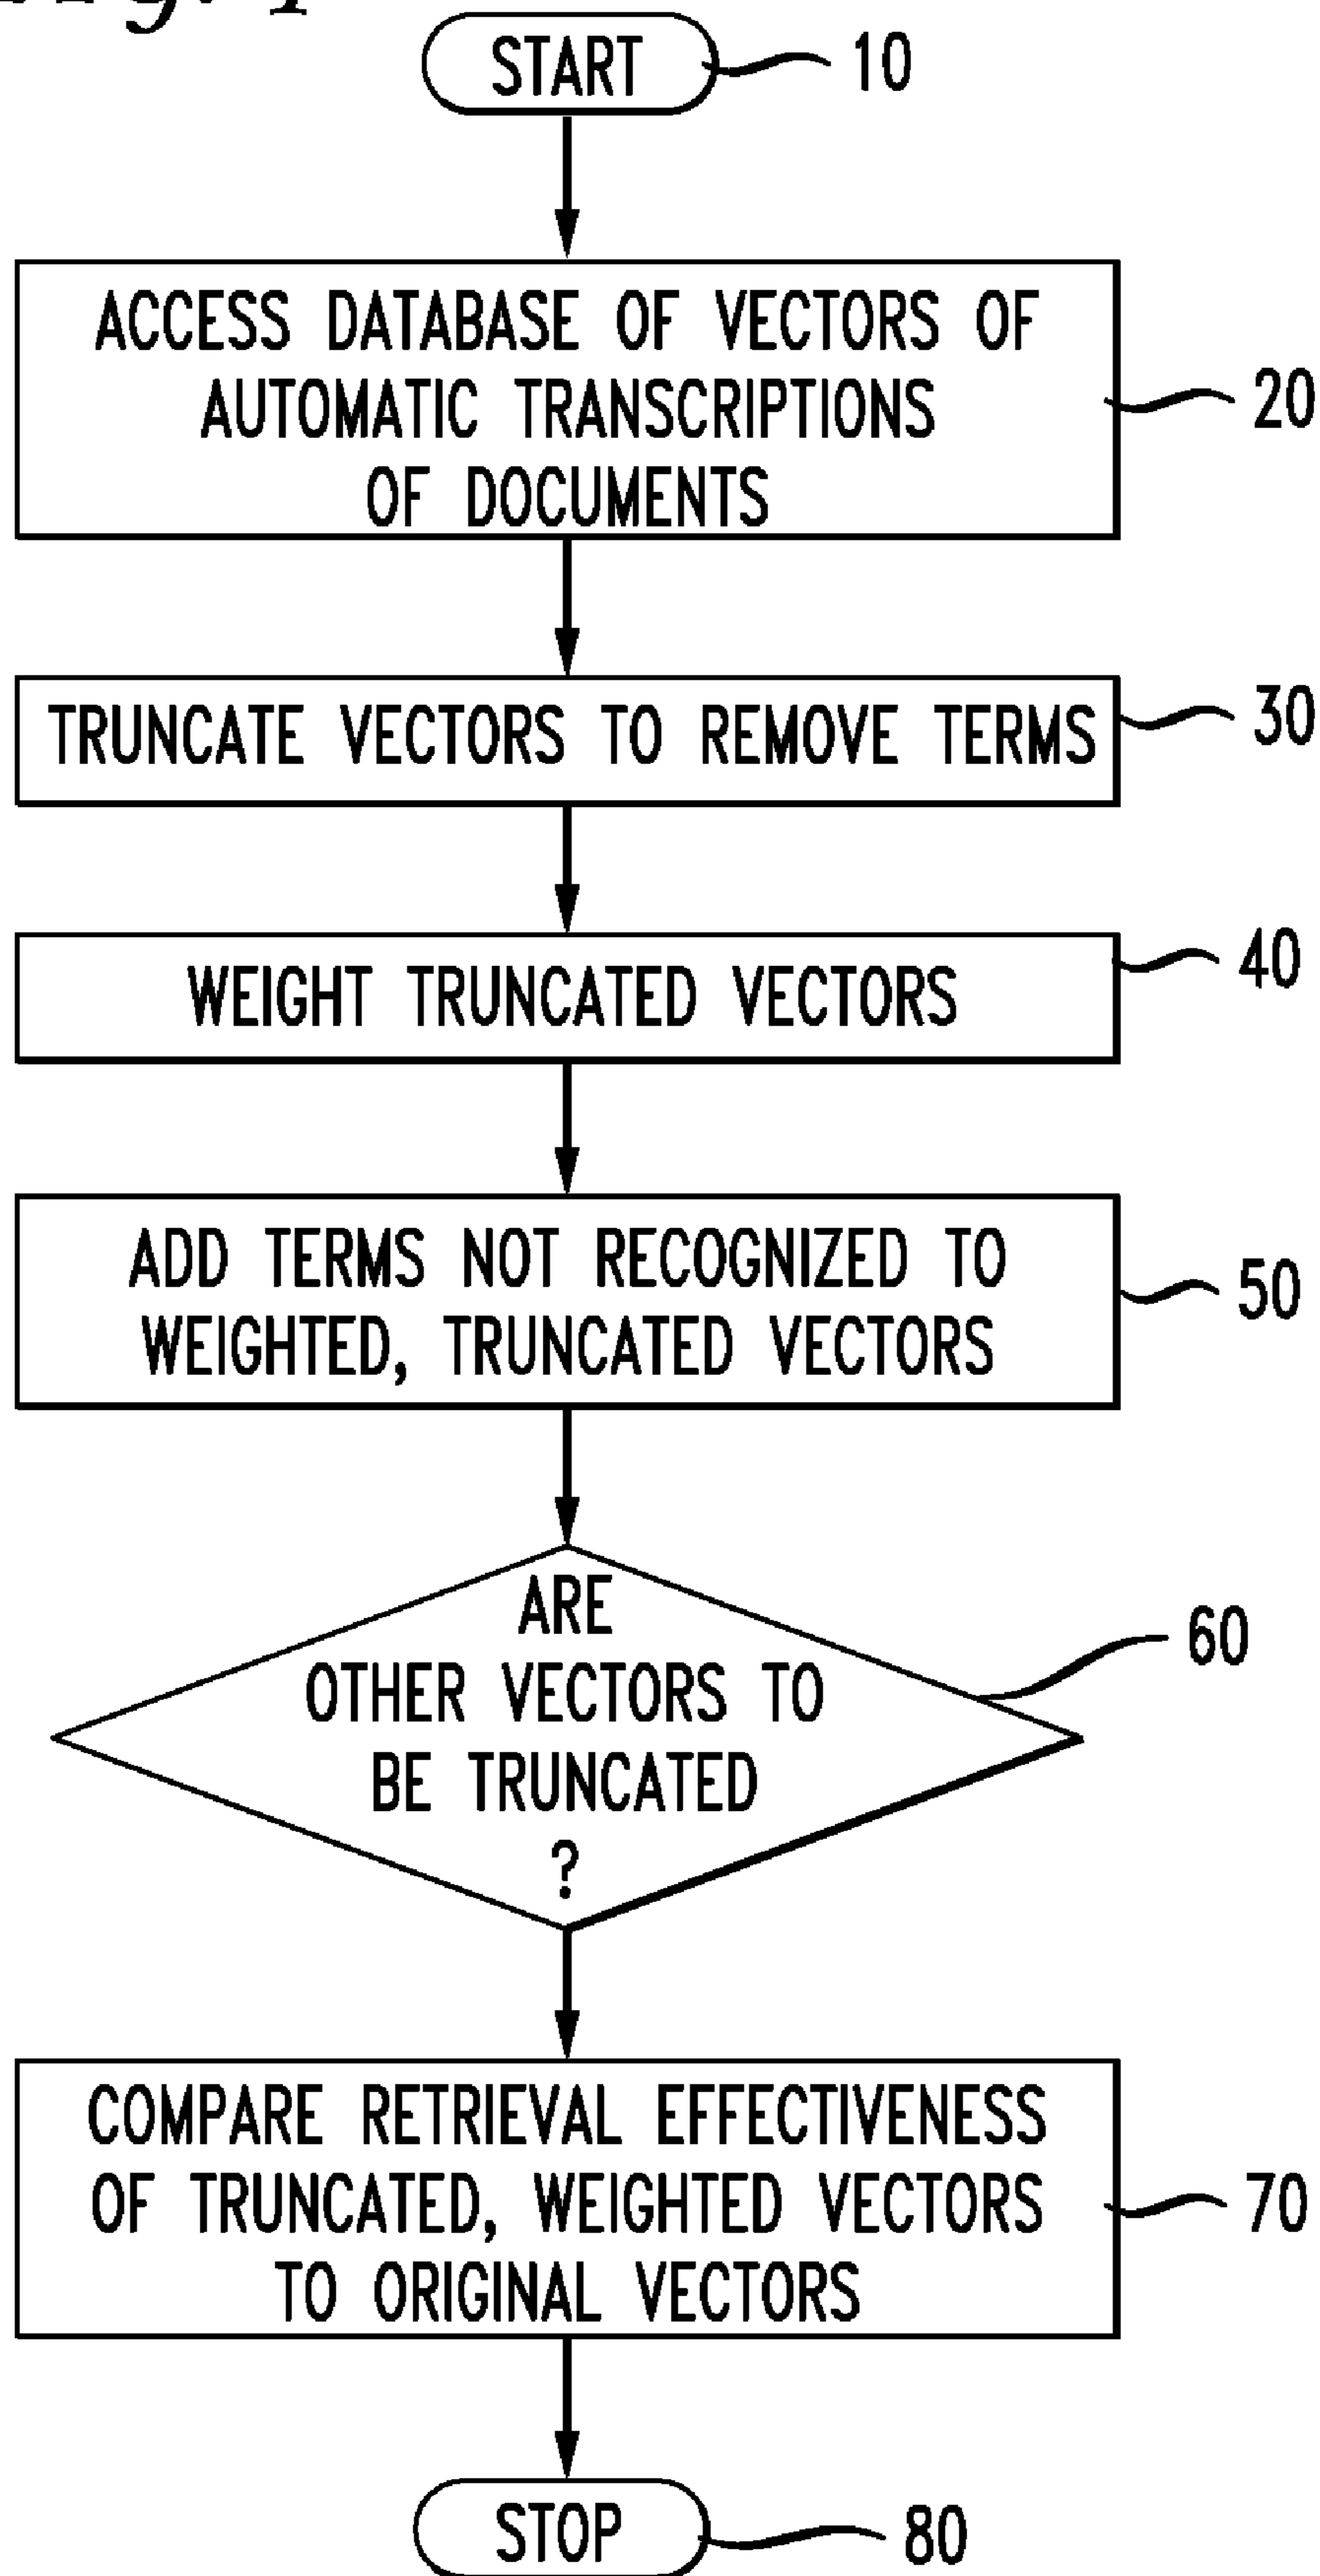 START
10
ACCESS DATABASE OF VECTORS OF
AUTOMATIC TRANSCRIPTIONS
OF DOCUMENTS
20
TRUNCATE VECTORS TO REMOVE TERMS
30
WEIGHT TRUNCATED VECTORS
40
ADD TERMS NOT RECOGNIZED TO
WEIGHTED, TRUNCATED VECTORS
50
ARE
OTHER VECTORS TO
BE TRUNCATED
?
60
COMPARE RETRIEVAL EFFECTIVENESS
OF TRUNCATED, WEIGHTED VECTORS
TO ORIGINAL VECTORS
70
STOP
80